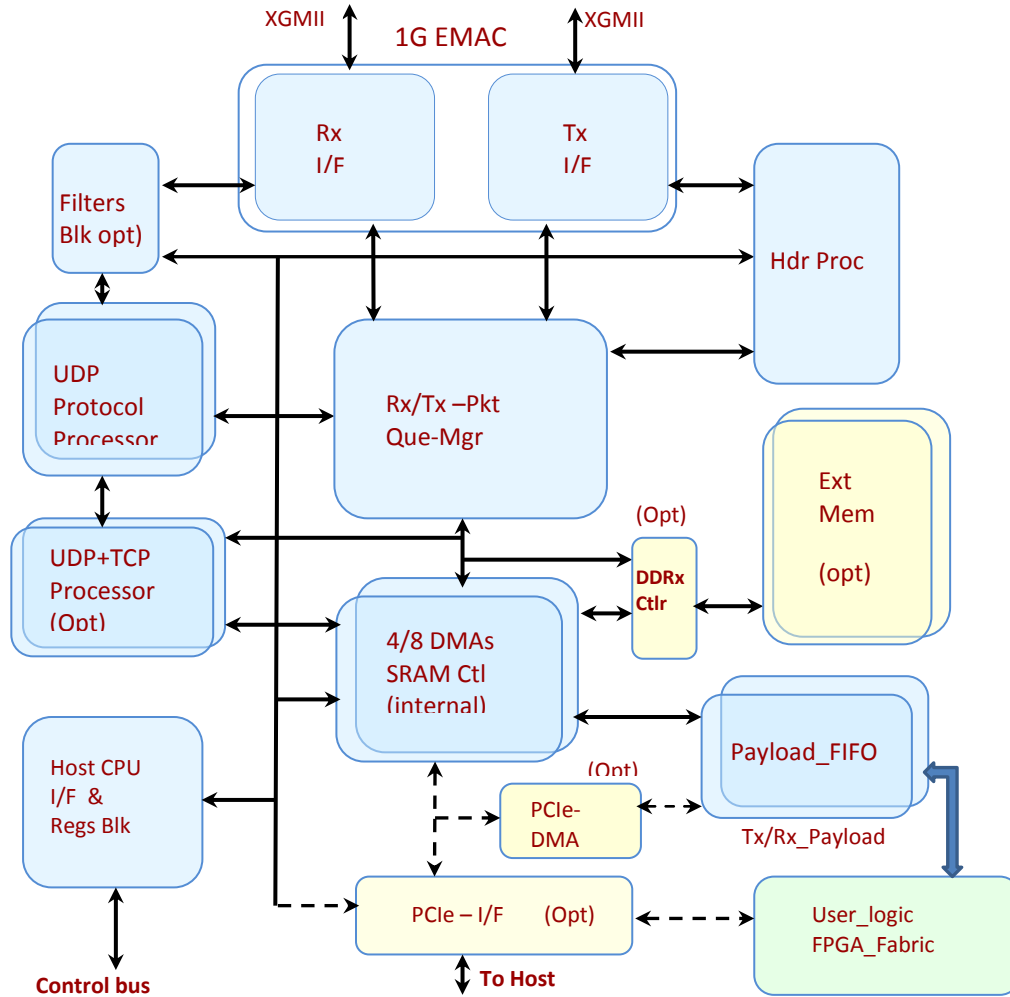 XGMII
XGMII
1G EMAC
Rx
I/F
Tx
I/F
Filters
Blk opt)
Hdr Proc
UDP
Protocol
Processor
Rx/Tx –Pkt
Que-Mgr
Ext
Mem
(opt)
(Opt)
DDRx
Ctlr
UDP+TCP
Processor
(Opt)
4/8 DMAs
SRAM Ctl
(internal)
Payload_FIFO
Tx/Rx_Payload
Host CPU
I/F &
Regs Blk
(Opt)
PCIe-
DMA
PCIe – I/F (Opt)
User_logic
FPGA_Fabric
Control bus
To Host